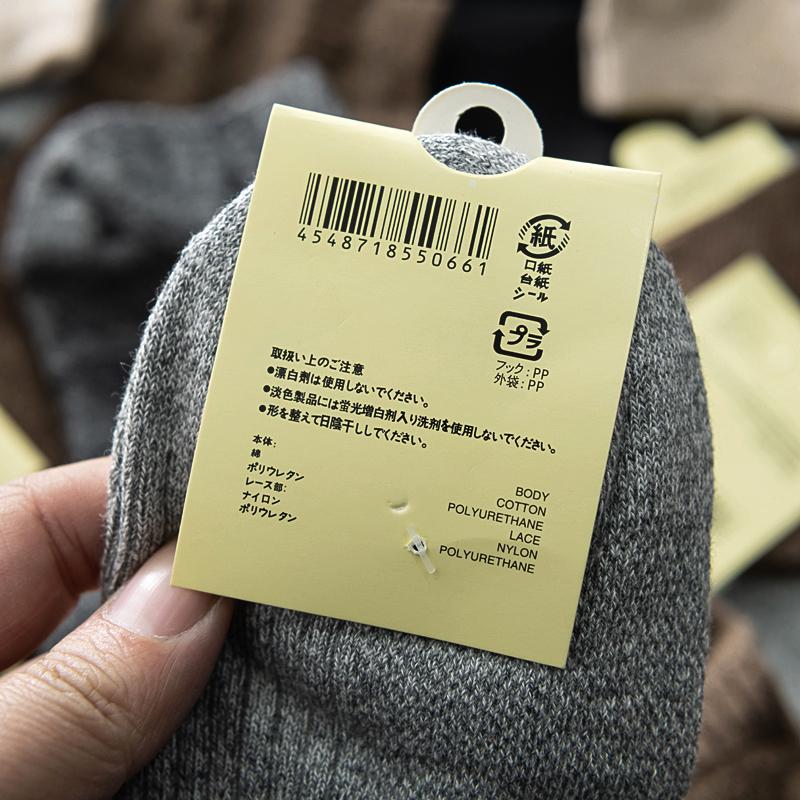 4548718550661
紙
口紙
台紙
シール
プラ
フック:PP
外袋:PP
取扱い上のご注意
●漂白剤は使用しないでください。
●淡色製品には蛍光増白剤入り洗剤を使用しないでください。
●形を整えて日陰干ししてください。
本体:
綿
ポリウレタン
レース部:
ナイロン
ポリウレタン
BODY
COTTON
POLYURETHANE
LACE
NYLON
POLYURETHANE